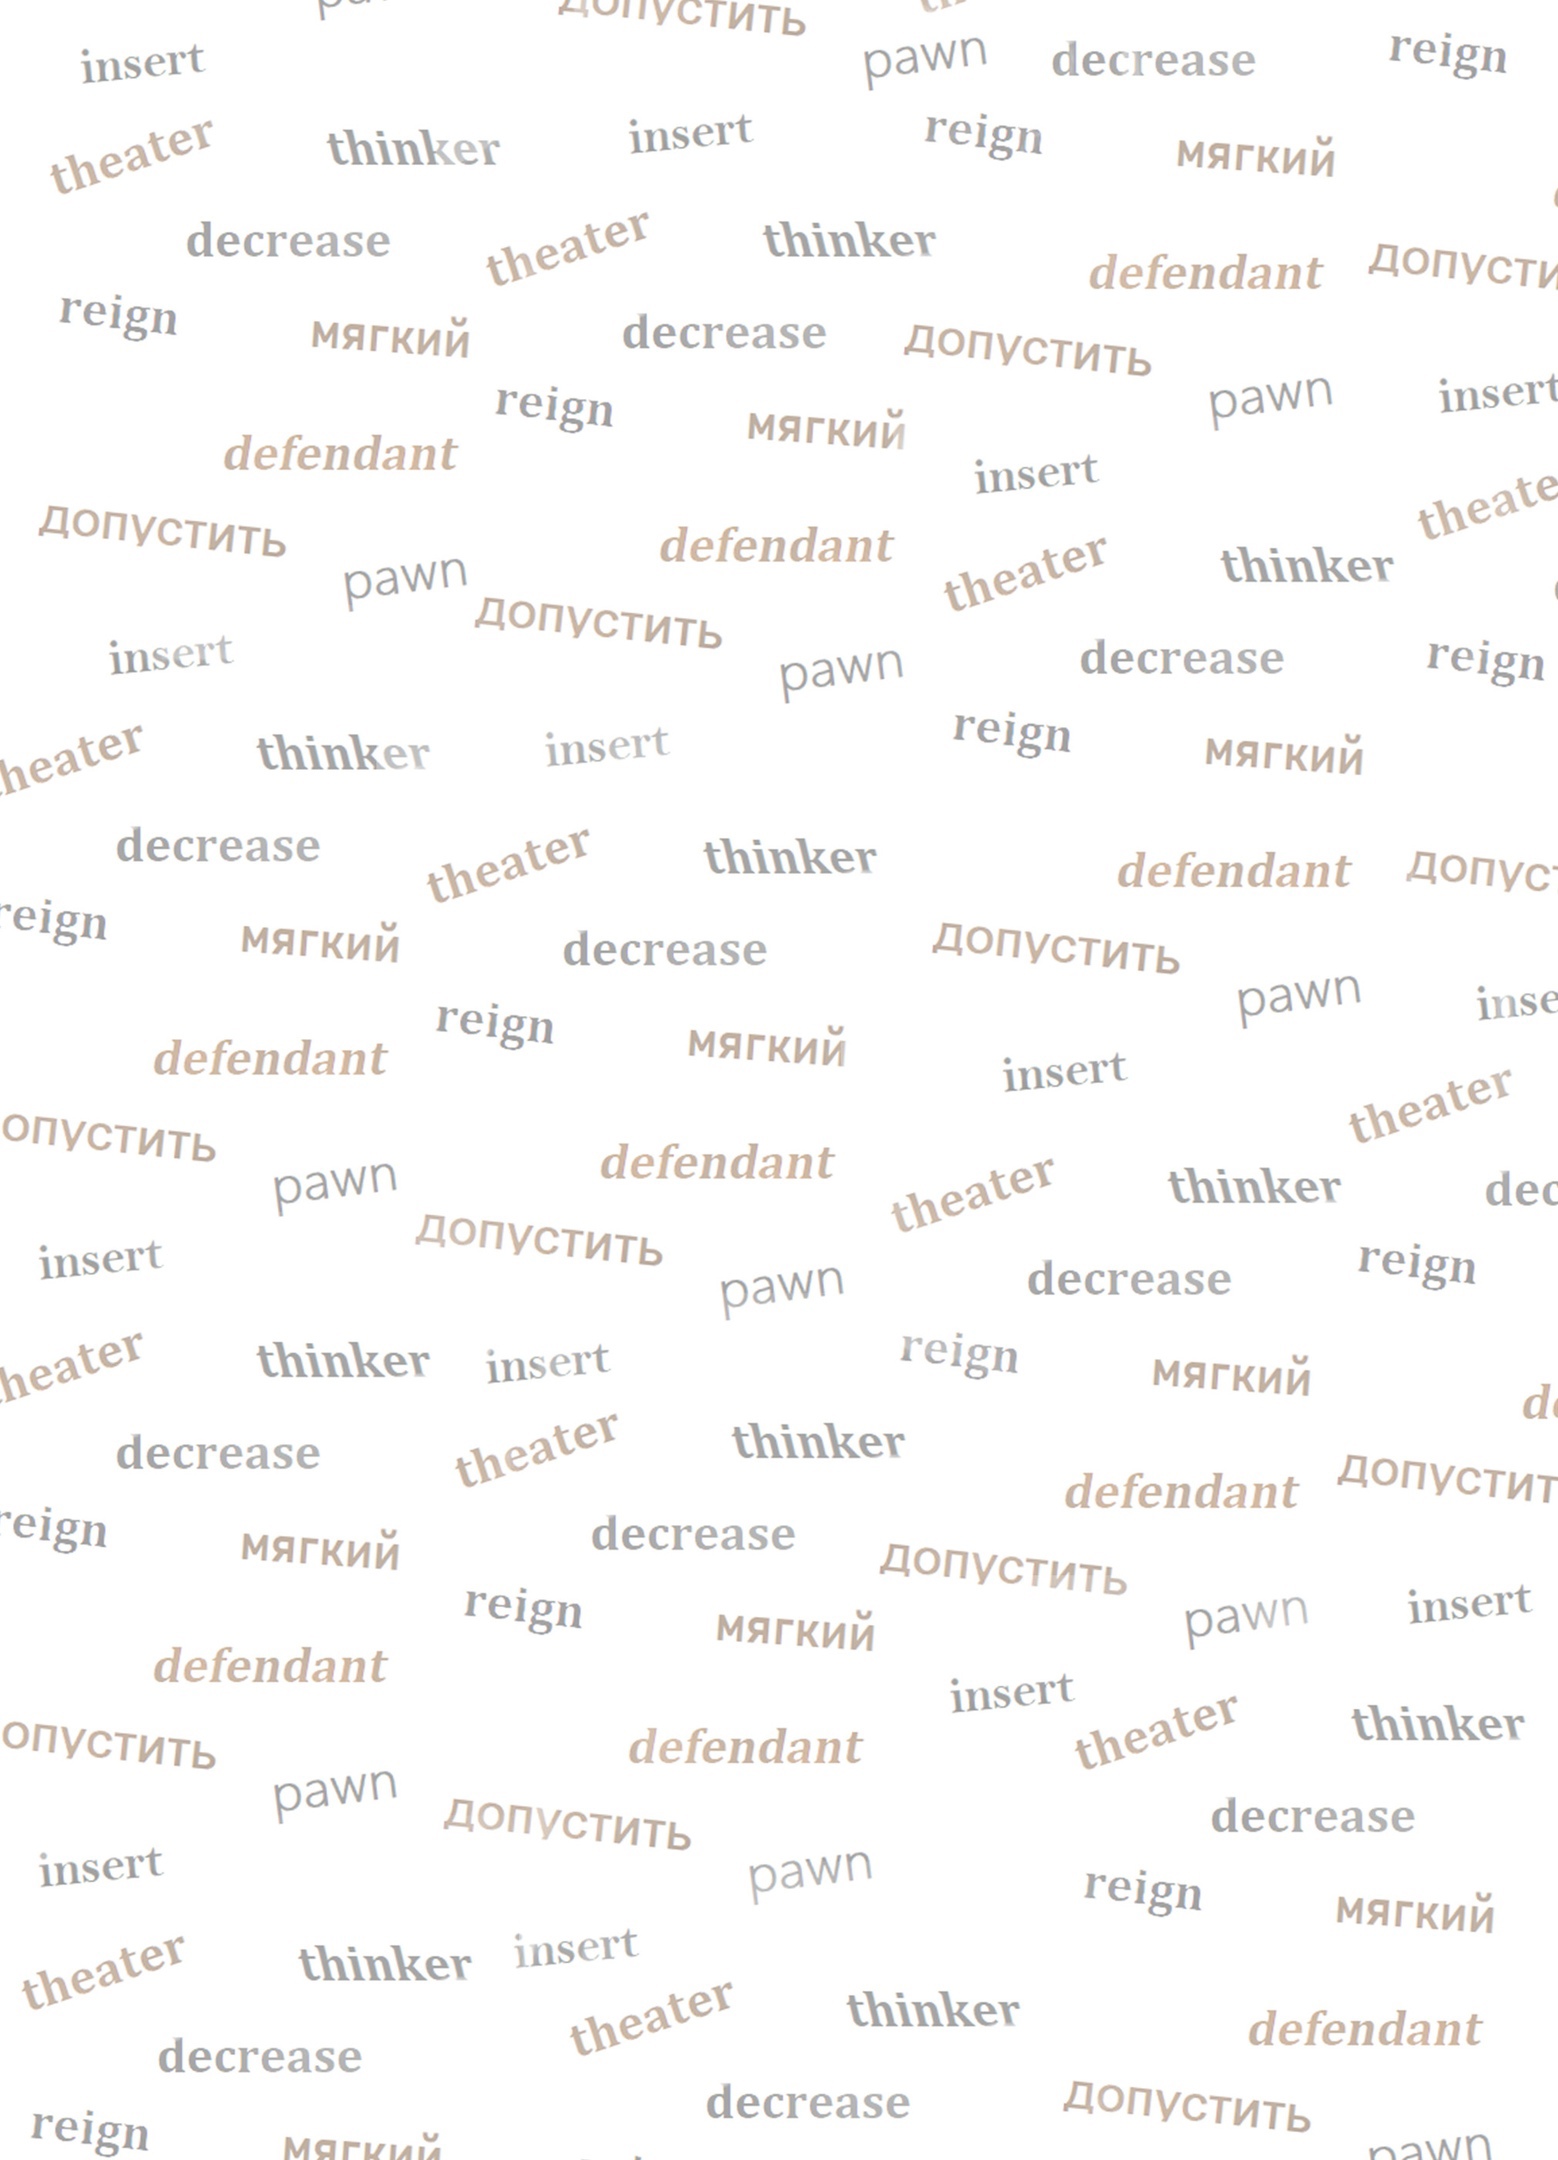 допустить
insert pawn decrease reign
theater thinker insert reign мягкий
decrease theater thinker defendant допусти
reign мягкий decrease допустить
reign мягкий pawn insert
defendant insert
допустить defendant theater thinker theate
pawn допустить
insert pawn decrease reign
heater thinker insert reign мягкий
decrease theater thinker defendant допуст
reign мягкий decrease допустить
reign мягкий pawn inse
defendant insert theater
опустить defendant theater thinker dec
pawn допустить
insert pawn decrease reign
heater thinker insert reign мягкий
decrease theater thinker defendant допустит
reign мягкий decrease допустить
reign мягкий pawn insert
defendant insert
опустить defendant theater thinker
pawn допустить decrease
insert pawn reign мягкий
theater thinker insert
theater thinker defendant
decrease
reign decrease допустить
мягкий pawn